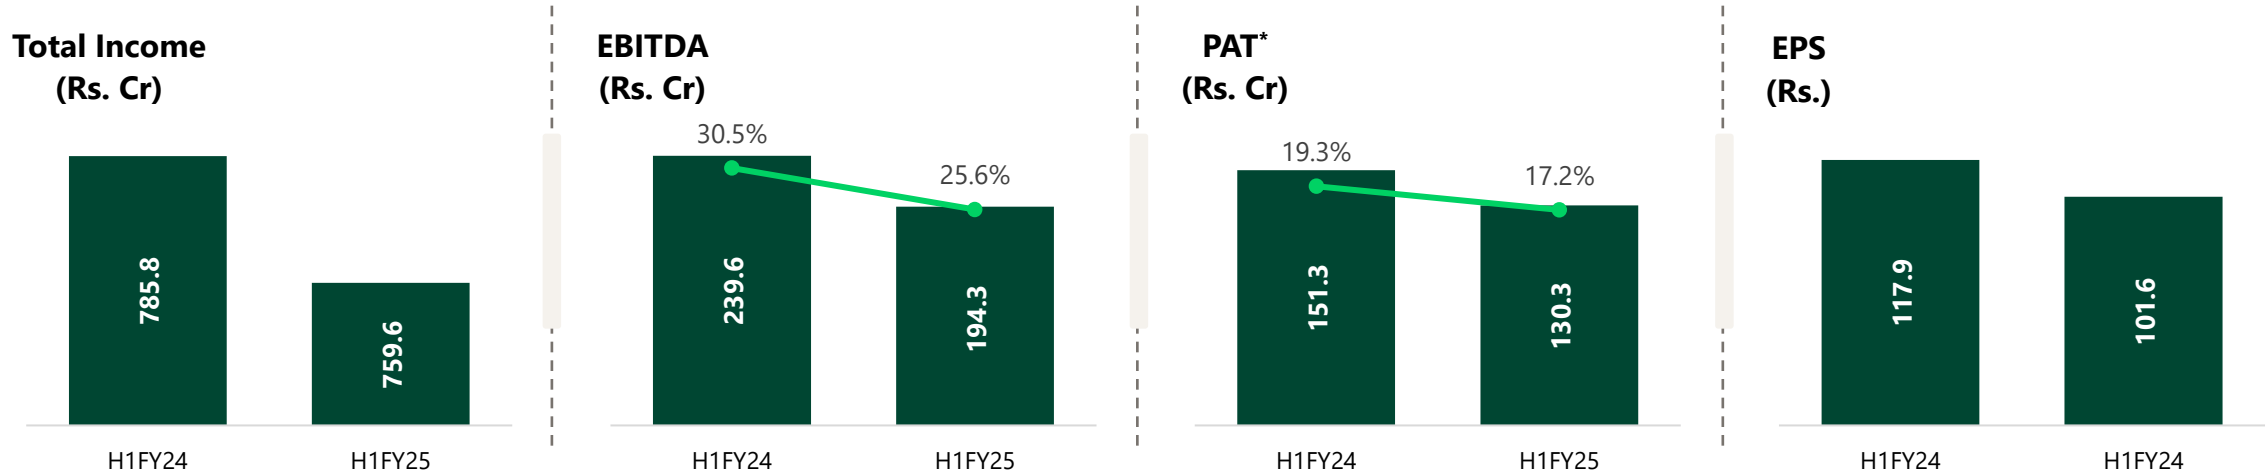 Total Income
(Rs. Cr)
785.8
759.6
H1FY24
H1FY25
EBITDA
(Rs. Cr)
30.5%
25.6%
239.6
194.3
H1FY24
H1FY25
PAT*
(Rs. Cr)
19.3%
17.2%
151.3
130.3
H1FY24
H1FY25
EPS
(Rs.)
117.9
101.6
H1FY24
H1FY24